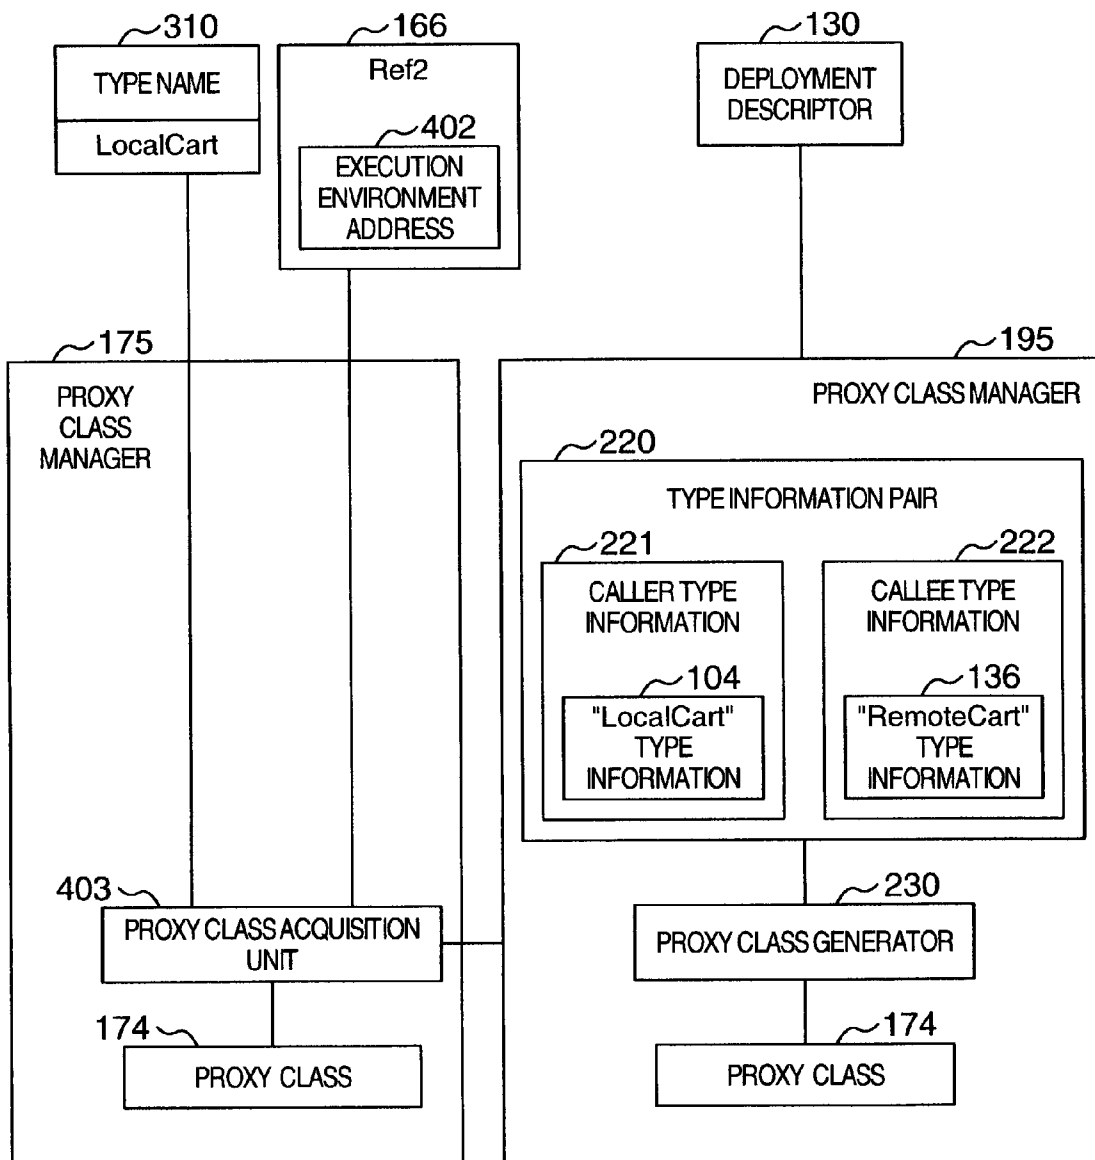 310
TYPE NAME
LocalCart
166
Ref2
402
EXECUTION
ENVIRONMENT
ADDRESS
130
DEPLOYMENT
DESCRIPTOR
175
PROXY
CLASS
MANAGER
195
PROXY CLASS MANAGER
220
TYPE INFORMATION PAIR
221
CALLER TYPE
INFORMATION
104
"LocalCart"
TYPE
INFORMATION
222
CALLEE TYPE
INFORMATION
136
"RemoteCart"
TYPE
INFORMATION
403
PROXY CLASS ACQUISITION
UNIT
174
PROXY CLASS
230
PROXY CLASS GENERATOR
174
PROXY CLASS